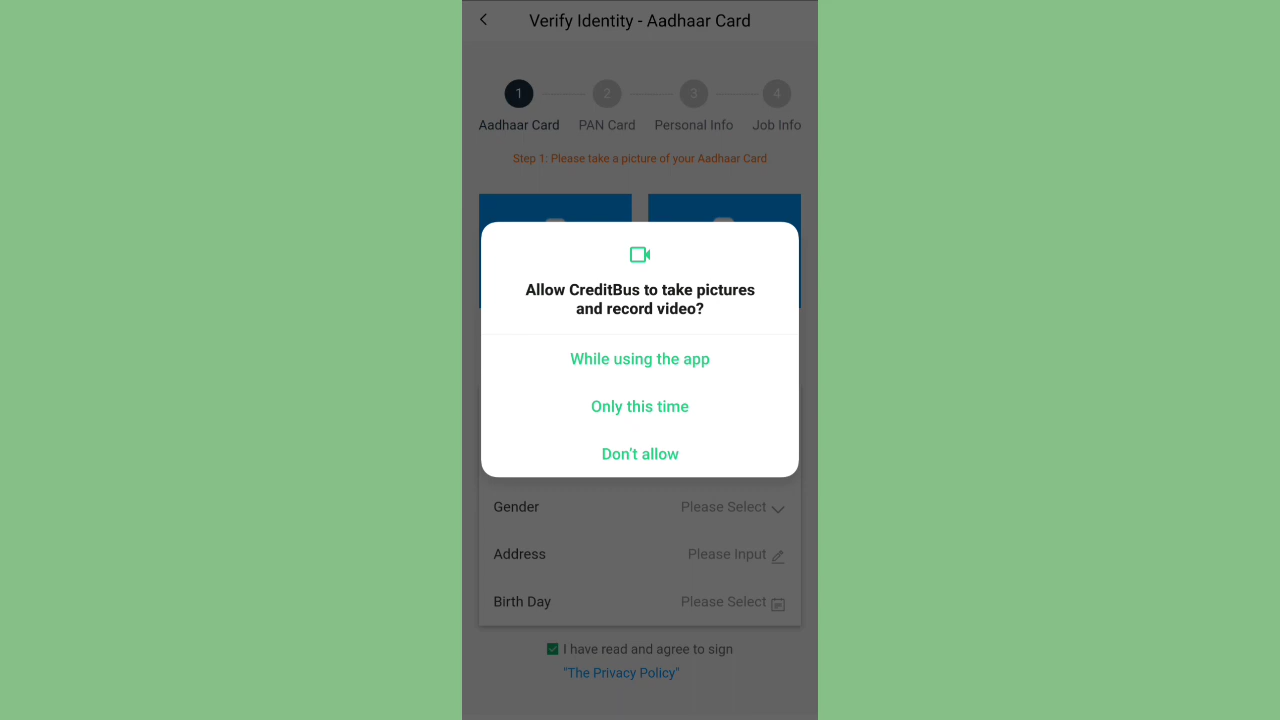 Verify Identity - Aadhaar Card
1 2 3 4
Aadhaar Card PAN Card Personal Info Job Info
Step 1: Please take a picture of your Aadhaar Card
Allow CreditBus to take pictures
and record video?
While using the app
Only this time
Don't allow
Gender Please Select
Address Please Input
Birth Day Please Select
I have read and agree to sign
"The Privacy Policy"